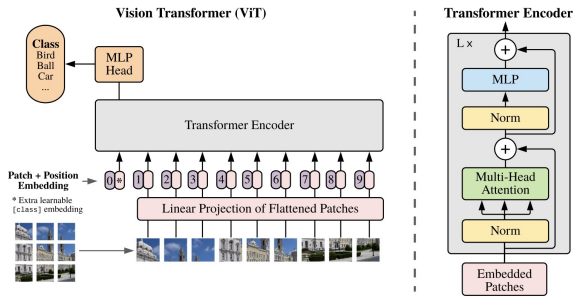 Vision Transformer (ViT)
Class
Bird
Ball
Car
...
MLP
Head
Transformer Encoder
Patch + Position
Embedding
0 * 1 2 3 4 5 6 7 8 9
* Extra learnable
[class] embedding
Linear Projection of Flattened Patches
Transformer Encoder
L ×
+
MLP
Norm
+
Multi-Head
Attention
Norm
Embedded
Patches